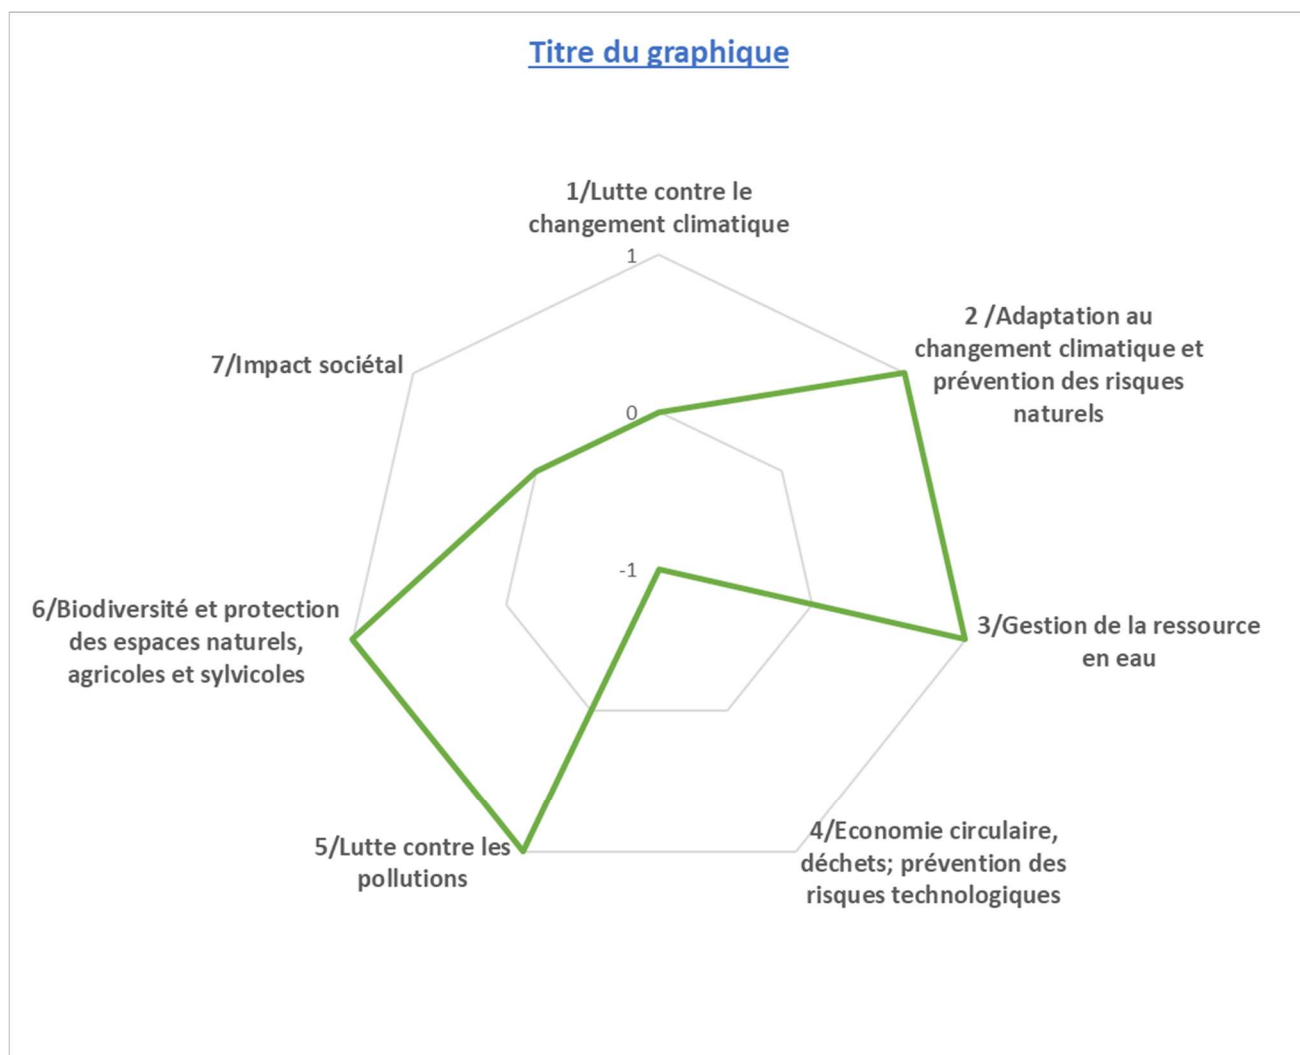 Titre du graphique
1/Lutte contre le
changement climatique
1
2 /Adaptation au
changement climatique et
prévention des risques
naturels
7/Impact sociétal
0
-1
6/Biodiversité et protection
des espaces naturels,
agricoles et sylvicoles
3/Gestion de la ressource
en eau
4/Economie circulaire,
déchets; prévention des
risques technologiques
5/Lutte contre les
pollutions